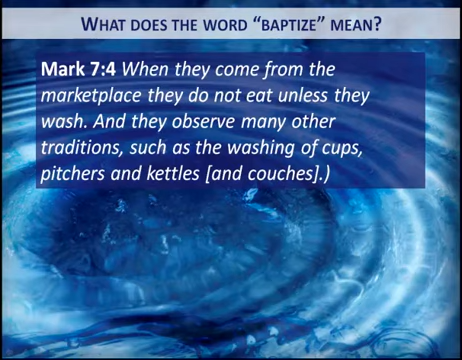 WHAT DOES THE WORD “BAPTIZE” MEAN?
Mark 7:4 When they come from the
marketplace they do not eat unless they
wash. And they observe many other
traditions, such as the washing of cups,
pitchers and kettles [and couches].)